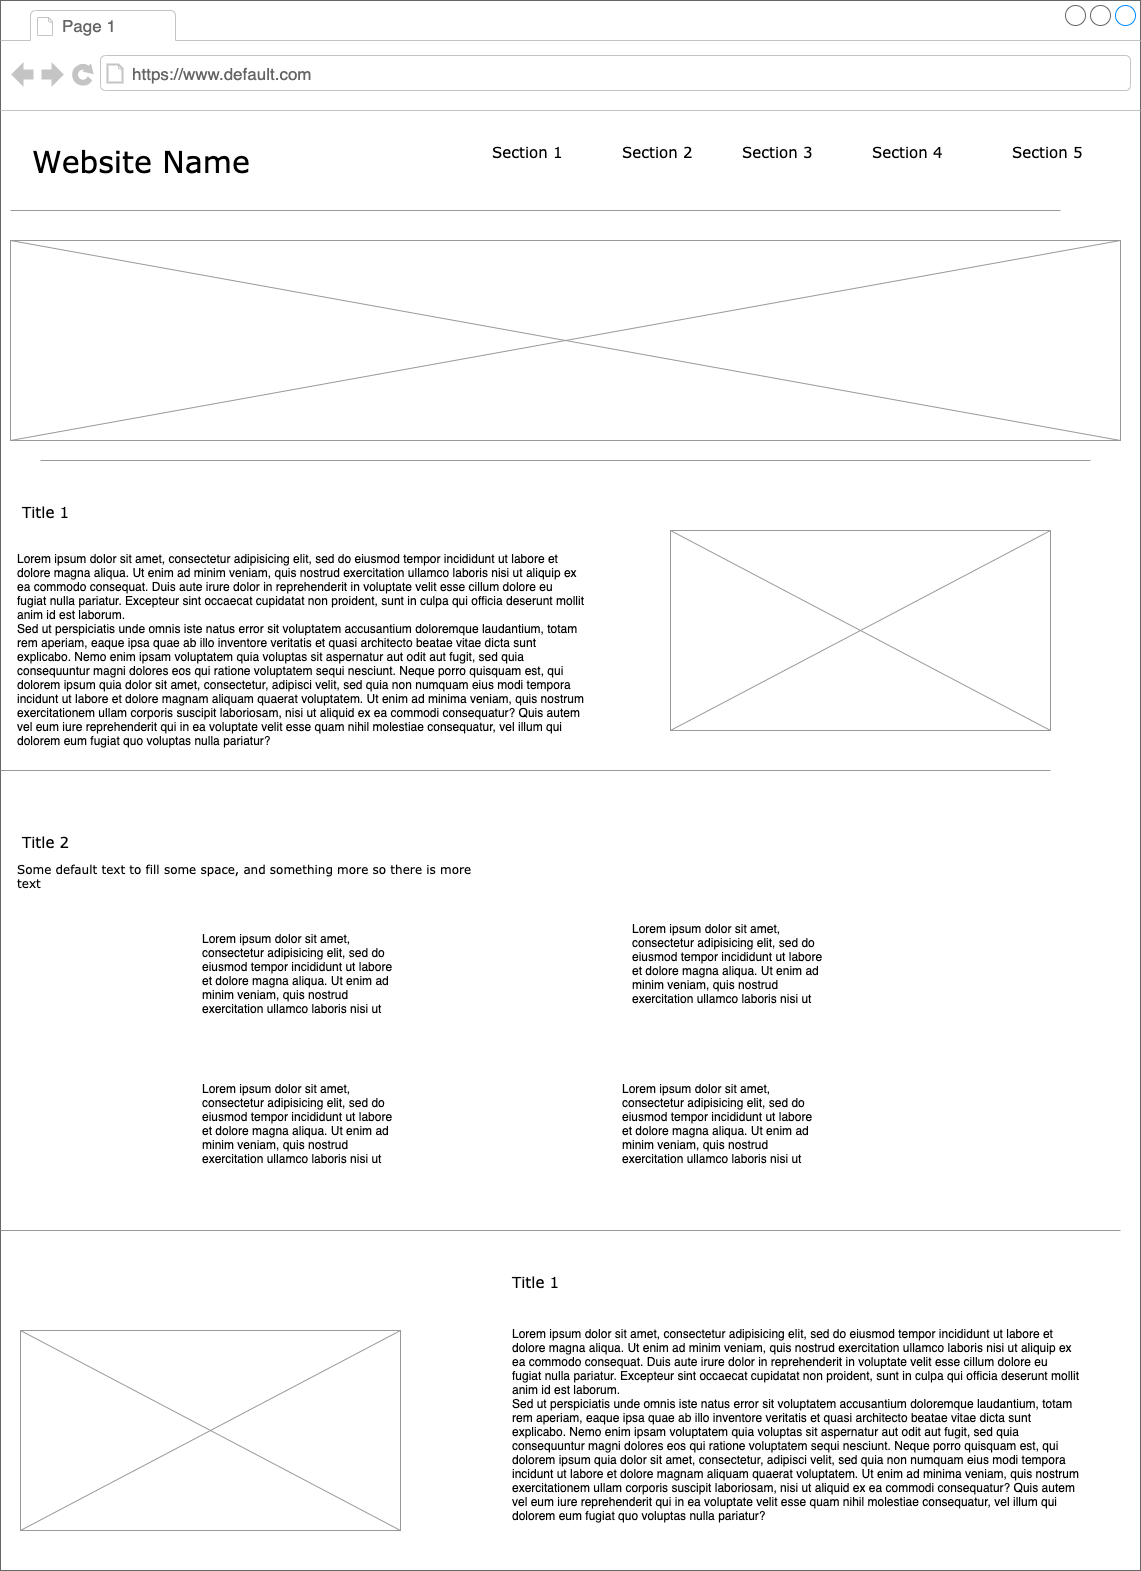 Page 1
https://www.default.com
Website Name
Section 1
Section 2
Section 3
Section 4
Section 5
Title 1
Lorem ipsum dolor sit amet, consectetur adipisicing elit, sed do eiusmod tempor incididunt ut labore et
dolore magna aliqua. Ut enim ad minim veniam, quis nostrud exercitation ullamco laboris nisi ut aliquip ex
ea commodo consequat. Duis aute irure dolor in reprehenderit in voluptate velit esse cillum dolore eu
fugiat nulla pariatur. Excepteur sint occaecat cupidatat non proident, sunt in culpa qui officia deserunt mollit
anim id est laborum.
Sed ut perspiciatis unde omnis iste natus error sit voluptatem accusantium doloremque laudantium, totam
rem aperiam, eaque ipsa quae ab illo inventore veritatis et quasi architecto beatae vitae dicta sunt
explicabo. Nemo enim ipsam voluptatem quia voluptas sit aspernatur aut odit aut fugit, sed quia
consequuntur magni dolores eos qui ratione voluptatem sequi nesciunt. Neque porro quisquam est, qui
dolorem ipsum quia dolor sit amet, consectetur, adipisci velit, sed quia non numquam eius modi tempora
incidunt ut labore et dolore magnam aliquam quaerat voluptatem. Ut enim ad minima veniam, quis nostrum
exercitationem ullam corporis suscipit laboriosam, nisi ut aliquid ex ea commodi consequatur? Quis autem
vel eum iure reprehenderit qui in ea voluptate velit esse quam nihil molestiae consequatur, vel illum qui
dolorem eum fugiat quo voluptas nulla pariatur?
Title 2
Some default text to fill some space, and something more so there is more
text
Lorem ipsum dolor sit amet,
consectetur adipisicing elit, sed do
eiusmod tempor incididunt ut labore
et dolore magna aliqua. Ut enim ad
minim veniam, quis nostrud
exercitation ullamco laboris nisi ut
Lorem ipsum dolor sit amet,
consectetur adipisicing elit, sed do
eiusmod tempor incididunt ut labore
et dolore magna aliqua. Ut enim ad
minim veniam, quis nostrud
exercitation ullamco laboris nisi ut
Lorem ipsum dolor sit amet,
consectetur adipisicing elit, sed do
eiusmod tempor incididunt ut labore
et dolore magna aliqua. Ut enim ad
minim veniam, quis nostrud
exercitation ullamco laboris nisi ut
Lorem ipsum dolor sit amet,
consectetur adipisicing elit, sed do
eiusmod tempor incididunt ut labore
et dolore magna aliqua. Ut enim ad
minim veniam, quis nostrud
exercitation ullamco laboris nisi ut
Title 1
Lorem ipsum dolor sit amet, consectetur adipisicing elit, sed do eiusmod tempor incididunt ut labore et
dolore magna aliqua. Ut enim ad minim veniam, quis nostrud exercitation ullamco laboris nisi ut aliquip ex
ea commodo consequat. Duis aute irure dolor in reprehenderit in voluptate velit esse cillum dolore eu
fugiat nulla pariatur. Excepteur sint occaecat cupidatat non proident, sunt in culpa qui officia deserunt mollit
anim id est laborum.
Sed ut perspiciatis unde omnis iste natus error sit voluptatem accusantium doloremque laudantium, totam
rem aperiam, eaque ipsa quae ab illo inventore veritatis et quasi architecto beatae vitae dicta sunt
explicabo. Nemo enim ipsam voluptatem quia voluptas sit aspernatur aut odit aut fugit, sed quia
consequuntur magni dolores eos qui ratione voluptatem sequi nesciunt. Neque porro quisquam est, qui
dolorem ipsum quia dolor sit amet, consectetur, adipisci velit, sed quia non numquam eius modi tempora
incidunt ut labore et dolore magnam aliquam quaerat voluptatem. Ut enim ad minima veniam, quis nostrum
exercitationem ullam corporis suscipit laboriosam, nisi ut aliquid ex ea commodi consequatur? Quis autem
vel eum iure reprehenderit qui in ea voluptate velit esse quam nihil molestiae consequatur, vel illum qui
dolorem eum fugiat quo voluptas nulla pariatur?